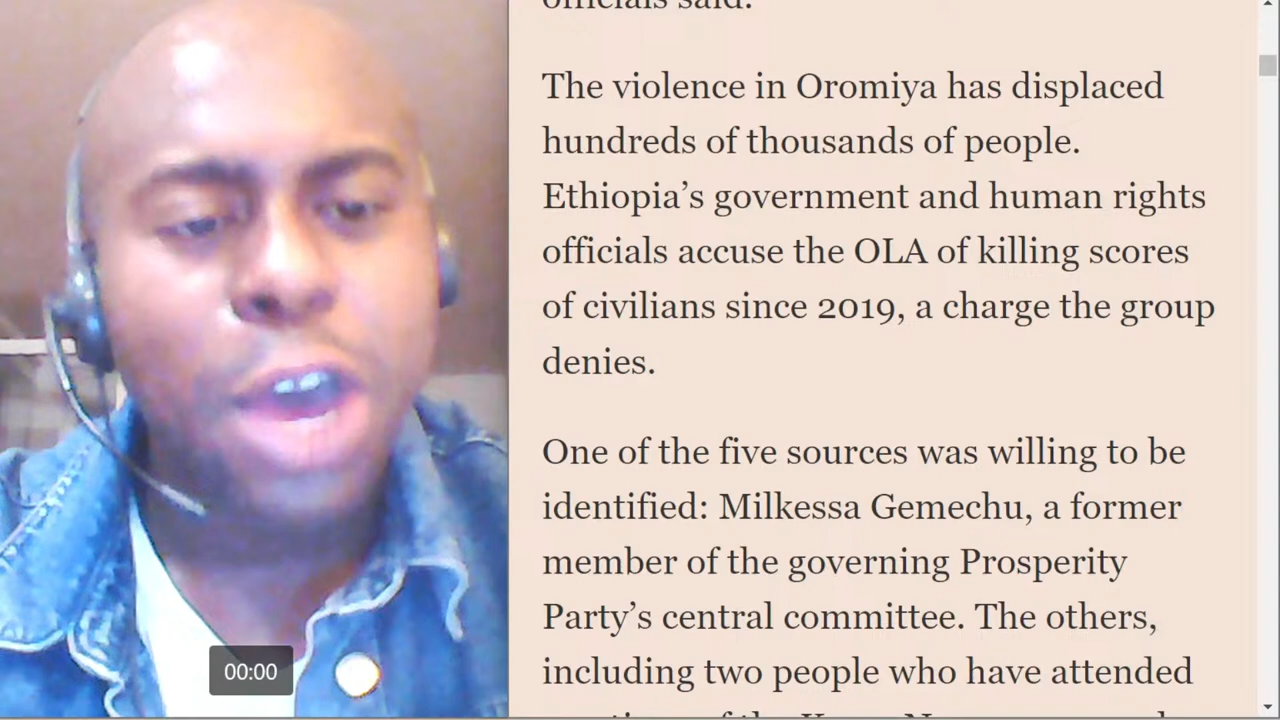 officials said.
The violence in Oromiya has displaced
hundreds of thousands of people.
Ethiopia’s government and human rights
officials accuse the OLA of killing scores
of civilians since 2019, a charge the group
denies.
One of the five sources was willing to be
identified: Milkessa Gemechu, a former
member of the governing Prosperity
Party’s central committee. The others,
including two people who have attended
00:00